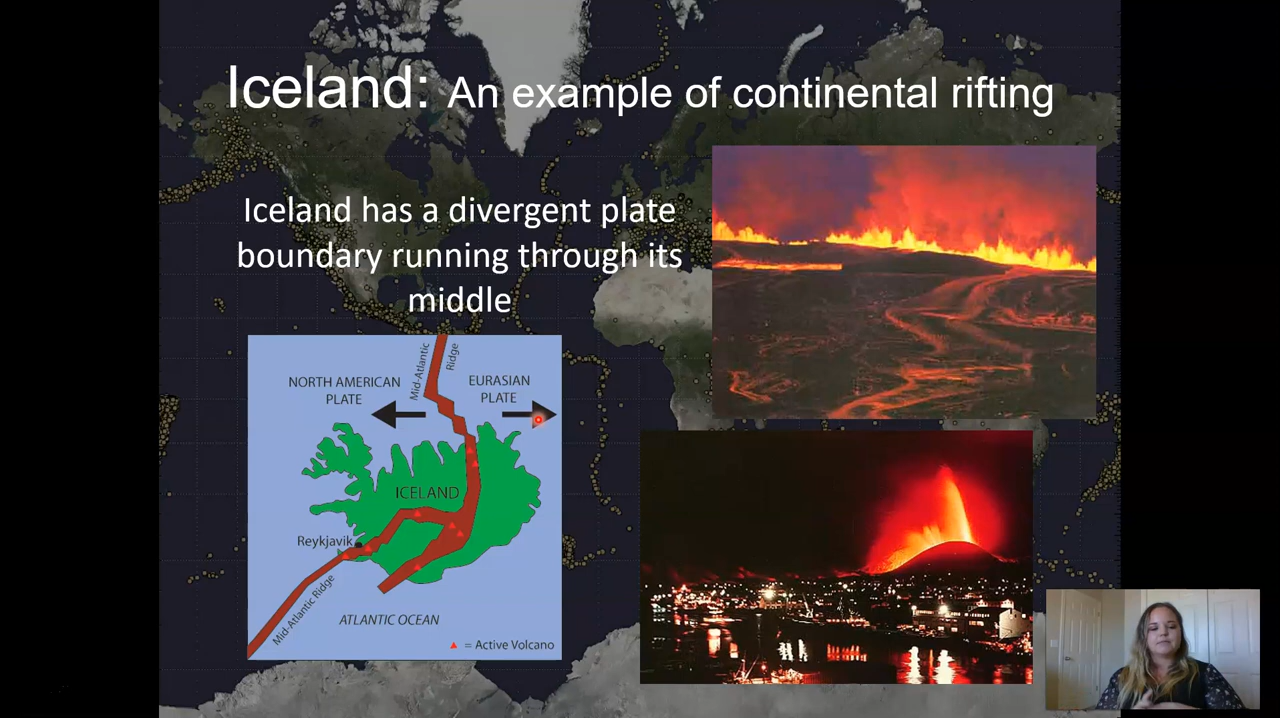 Iceland: An example of continental rifting
Iceland has a divergent plate
boundary running through its
middle
Mid-Atlantic
Ridge
NORTH AMERICAN
PLATE
EURASIAN
PLATE
ICELAND
Reykjavik
Mid-Atlantic Ridge
ATLANTIC OCEAN
= Active Volcano